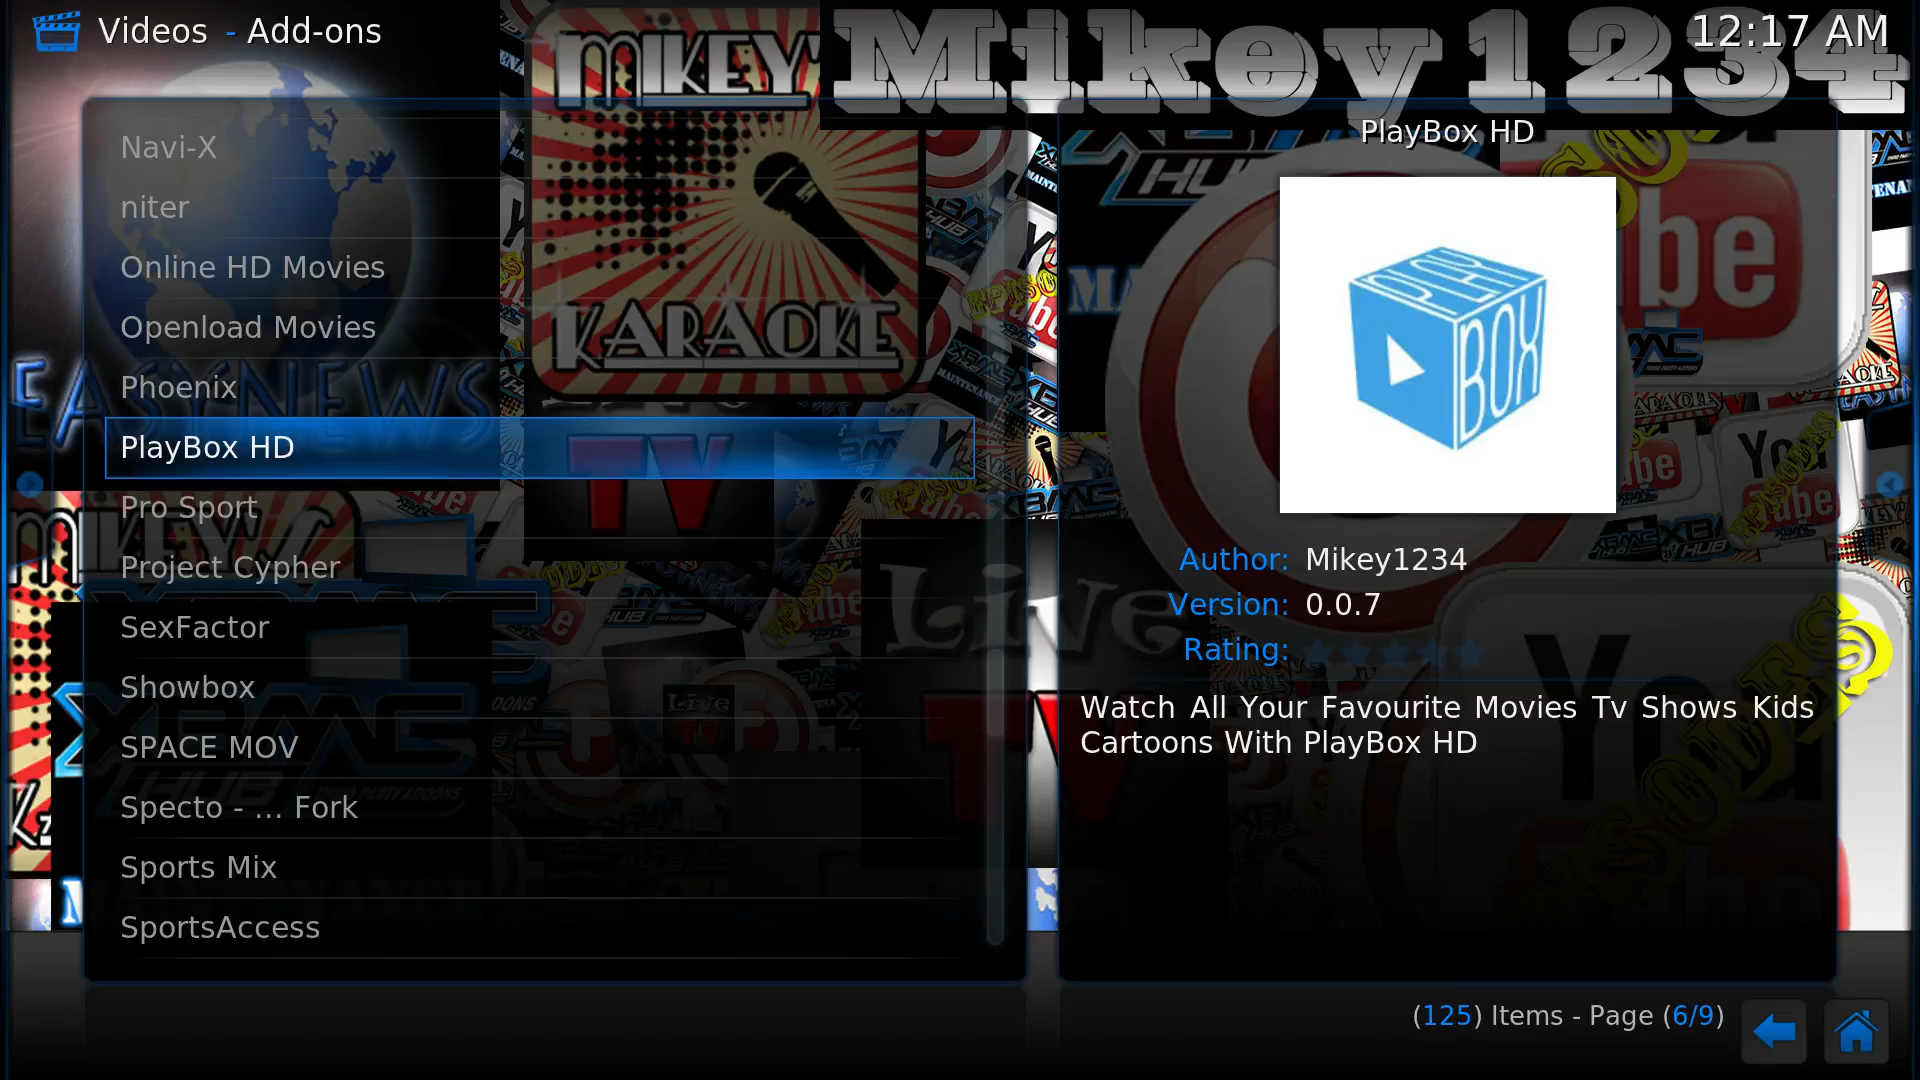 Videos - Add-ons
Mikey1234
12:17 AM
MIKEY'
KARAOKE
EASYNEWS
TV
Live
Navi-X
niter
Online HD Movies
Openload Movies
Phoenix
PlayBox HD
Pro Sport
Project Cypher
SexFactor
Showbox
SPACE MOV
Specto - ... Fork
Sports Mix
SportsAccess
PlayBox HD
PLAY
BOX
Author: Mikey1234
Version: 0.0.7
Rating:
Watch All Your Favourite Movies Tv Shows Kids
Cartoons With PlayBox HD
(125) Items - Page (6/9)